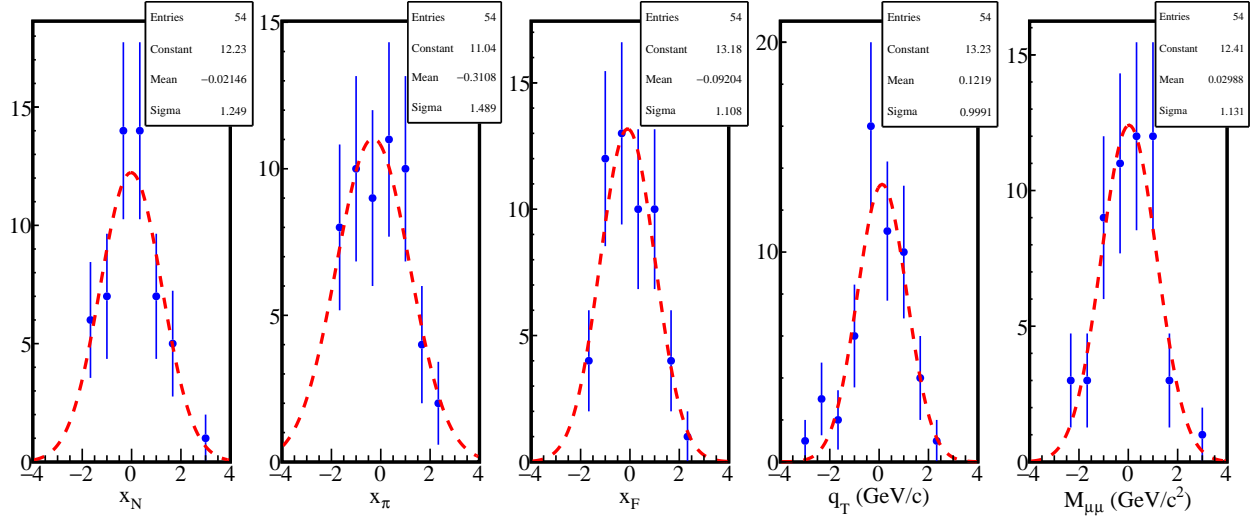 Entries 54
Constant 12.23
Mean −0.02146
Sigma 1.249
15
10
5
0
−4 −2 0 2 4
x_N
Entries 54
Constant 11.04
Mean −0.3108
Sigma 1.489
15
10
5
0
−4 −2 0 2 4
x_π
Entries 54
Constant 13.18
Mean −0.09204
Sigma 1.108
15
10
5
0
−4 −2 0 2 4
x_F
Entries 54
Constant 13.23
Mean 0.1219
Sigma 0.9991
20
10
0
−4 −2 0 2 4
q_T (GeV/c)
Entries 54
Constant 12.41
Mean 0.02988
Sigma 1.131
15
10
5
0
−4 −2 0 2 4
M_μμ (GeV/c²)